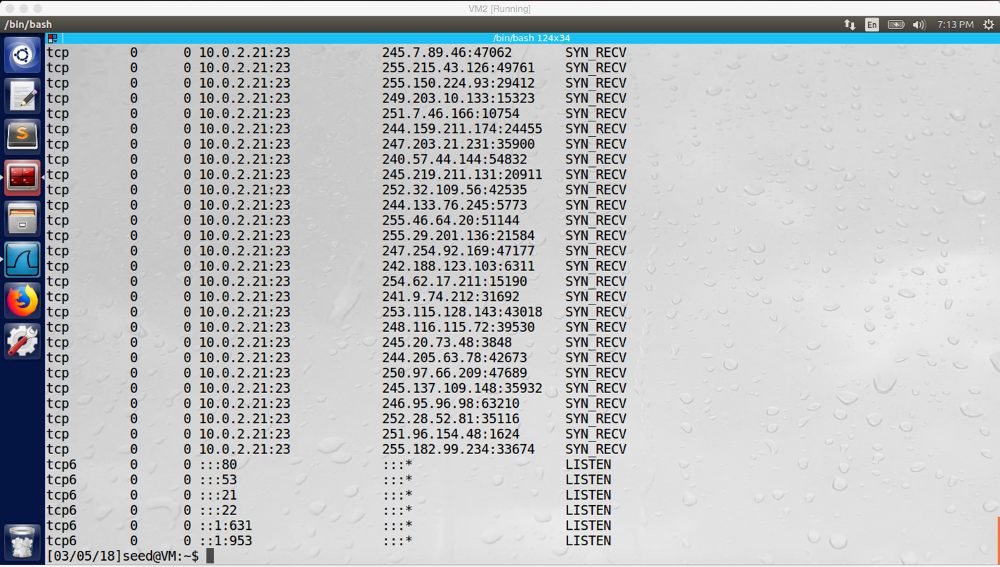 VM2 [Running]
/bin/bash En 7:13 PM
/bin/bash 124x34
tcp 0 0 10.0.2.21:23 245.7.89.46:47062 SYN_RECV
tcp 0 0 10.0.2.21:23 255.215.43.126:49761 SYN_RECV
tcp 0 0 10.0.2.21:23 255.150.224.93:29412 SYN_RECV
tcp 0 0 10.0.2.21:23 249.203.10.133:15323 SYN_RECV
tcp 0 0 10.0.2.21:23 251.7.46.166:10754 SYN_RECV
tcp 0 0 10.0.2.21:23 244.159.211.174:24455 SYN_RECV
tcp 0 0 10.0.2.21:23 247.203.21.231:35900 SYN_RECV
tcp 0 0 10.0.2.21:23 240.57.44.144:54832 SYN_RECV
tcp 0 0 10.0.2.21:23 245.219.211.131:20911 SYN_RECV
tcp 0 0 10.0.2.21:23 252.32.109.56:42535 SYN_RECV
tcp 0 0 10.0.2.21:23 244.133.76.245:5773 SYN_RECV
tcp 0 0 10.0.2.21:23 255.46.64.20:51144 SYN_RECV
tcp 0 0 10.0.2.21:23 255.29.201.136:21584 SYN_RECV
tcp 0 0 10.0.2.21:23 247.254.92.169:47177 SYN_RECV
tcp 0 0 10.0.2.21:23 242.188.123.103:6311 SYN_RECV
tcp 0 0 10.0.2.21:23 254.62.17.211:15190 SYN_RECV
tcp 0 0 10.0.2.21:23 241.9.74.212:31692 SYN_RECV
tcp 0 0 10.0.2.21:23 253.115.128.143:43018 SYN_RECV
tcp 0 0 10.0.2.21:23 248.116.115.72:39530 SYN_RECV
tcp 0 0 10.0.2.21:23 245.20.73.48:3848 SYN_RECV
tcp 0 0 10.0.2.21:23 244.205.63.78:42673 SYN_RECV
tcp 0 0 10.0.2.21:23 250.97.66.209:47689 SYN_RECV
tcp 0 0 10.0.2.21:23 245.137.109.148:35932 SYN_RECV
tcp 0 0 10.0.2.21:23 246.95.96.98:63210 SYN_RECV
tcp 0 0 10.0.2.21:23 252.28.52.81:35116 SYN_RECV
tcp 0 0 10.0.2.21:23 251.96.154.48:1624 SYN_RECV
tcp 0 0 10.0.2.21:23 255.182.99.234:33674 SYN_RECV
tcp6 0 0 :::80 :::* LISTEN
tcp6 0 0 :::53 :::* LISTEN
tcp6 0 0 :::21 :::* LISTEN
tcp6 0 0 :::22 :::* LISTEN
tcp6 0 0 ::1:631 :::* LISTEN
tcp6 0 0 ::1:953 :::* LISTEN
[03/05/18]seed@VM:~$